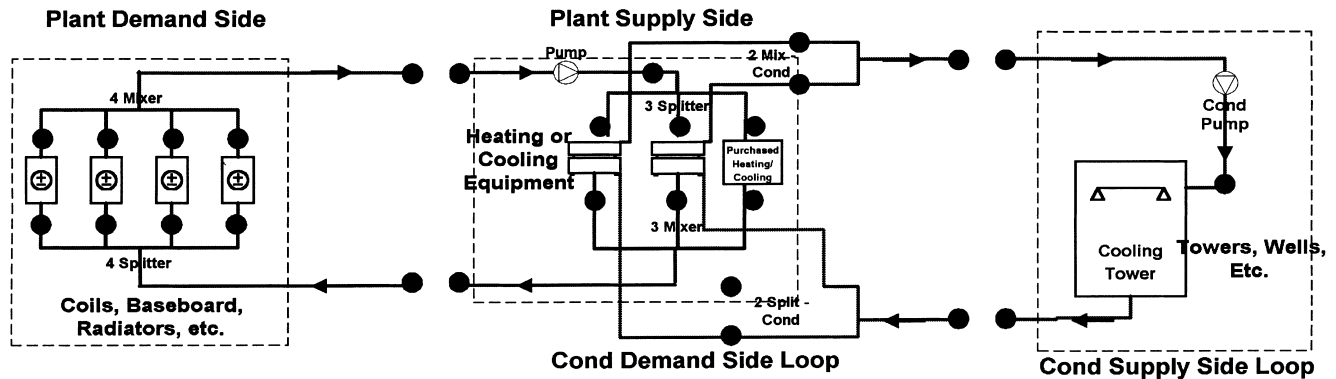 Plant Demand Side
Plant Supply Side
Pump
2 Mix-
Cond
4 Mixer
3 Splitter
Heating or
Cooling
Equipment
Purchased
Heating/
Cooling
3 Mixer
4 Splitter
Coils, Baseboard,
Radiators, etc.
2 Split -
Cond
Cond Demand Side Loop
Cond
Pump
Cooling
Tower
Towers, Wells,
Etc.
Cond Supply Side Loop